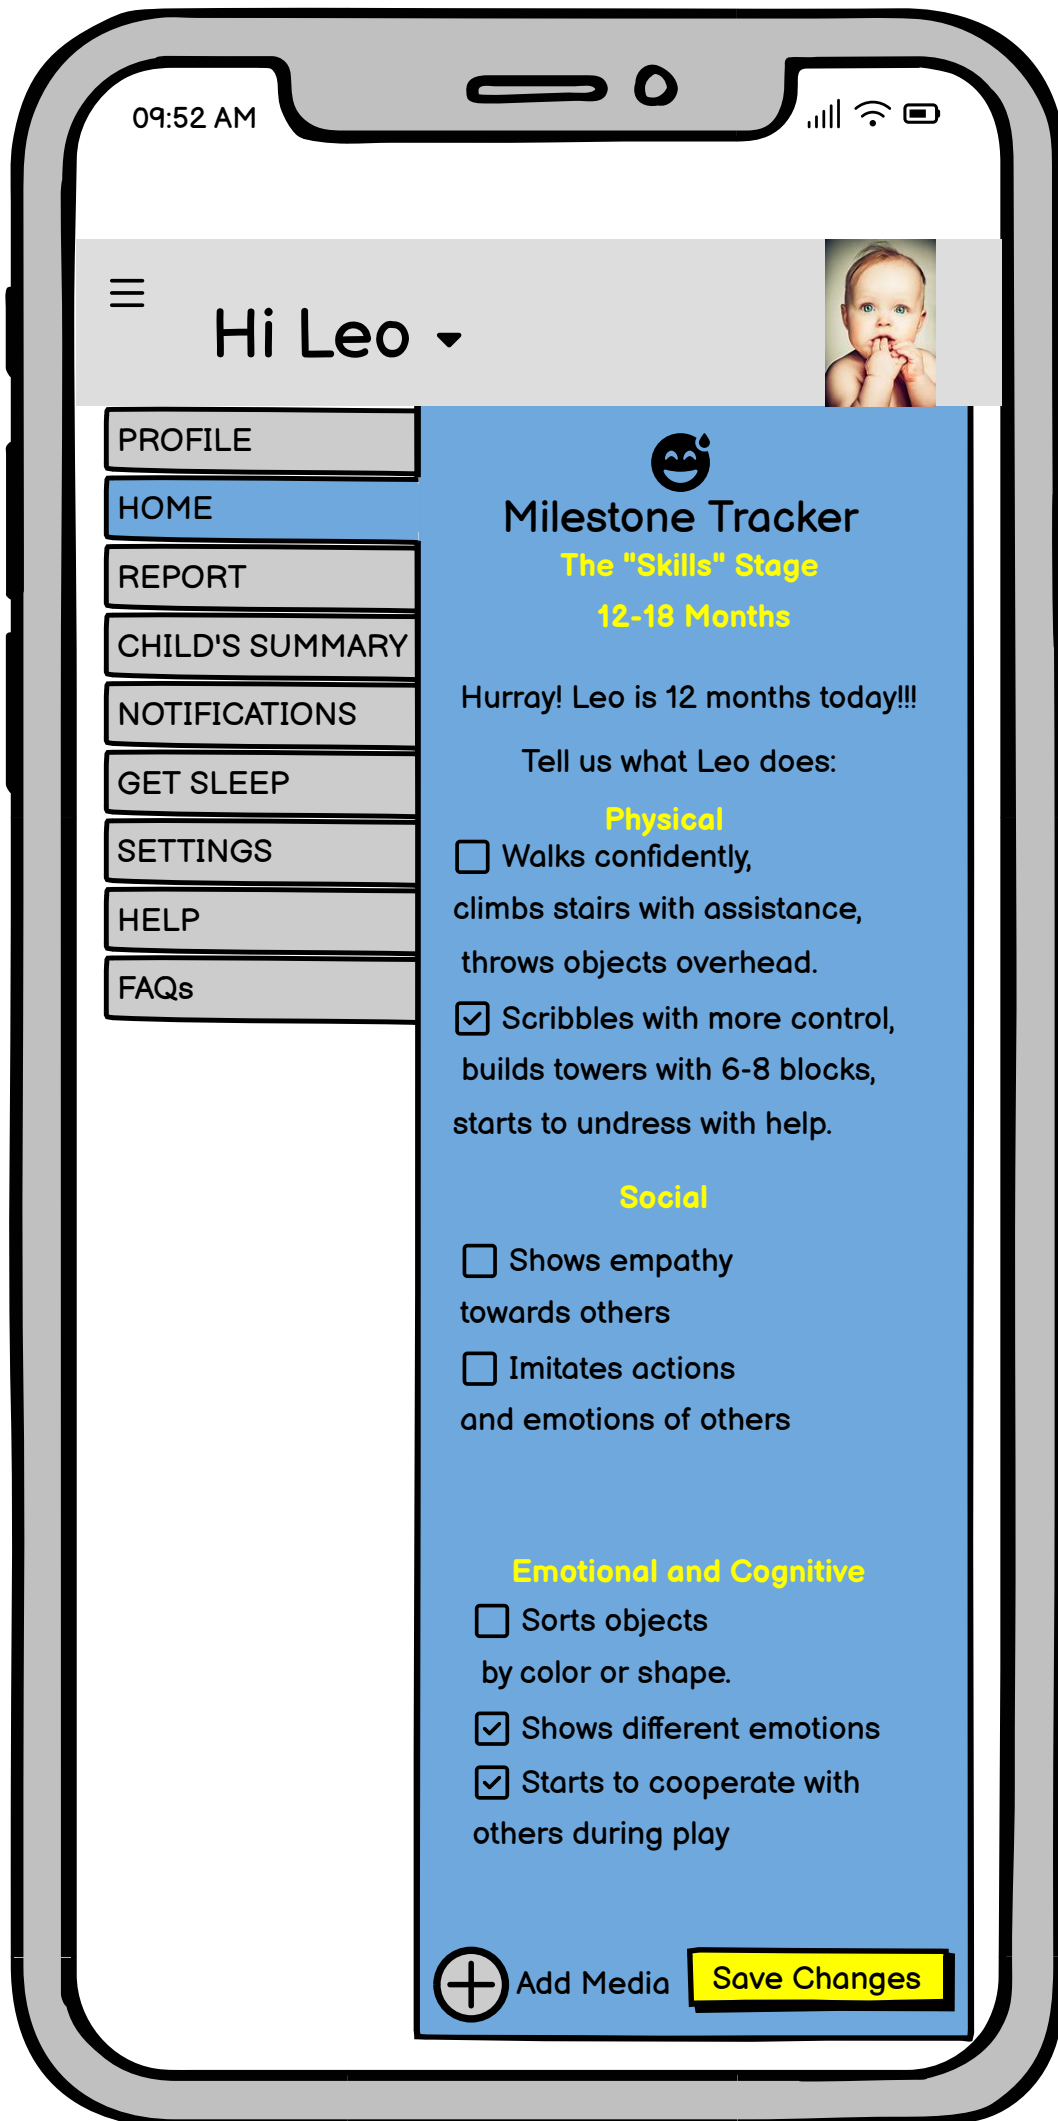 09:52 AM
Hi Leo
PROFILE
HOME
REPORT
CHILD'S SUMMARY
NOTIFICATIONS
GET SLEEP
SETTINGS
HELP
FAQs
Milestone Tracker
The "Skills" Stage
12-18 Months
Hurray! Leo is 12 months today!!!
Tell us what Leo does:
Physical
Walks confidently,
climbs stairs with assistance,
throws objects overhead.
Scribbles with more control,
builds towers with 6-8 blocks,
starts to undress with help.
Social
Shows empathy
towards others
Imitates actions
and emotions of others
Emotional and Cognitive
Sorts objects
by color or shape.
Shows different emotions
Starts to cooperate with
others during play
Add Media
Save Changes